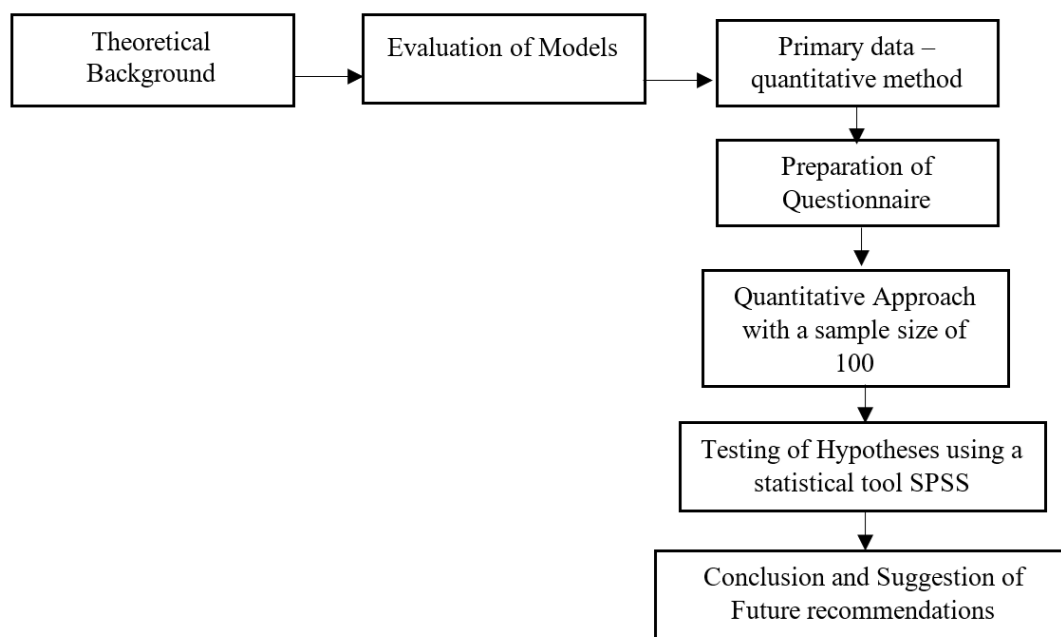 Theoretical
Background
Evaluation of Models
Primary data –
quantitative method
Preparation of
Questionnaire
Quantitative Approach
with a sample size of
100
Testing of Hypotheses using a
statistical tool SPSS
Conclusion and Suggestion of
Future recommendations